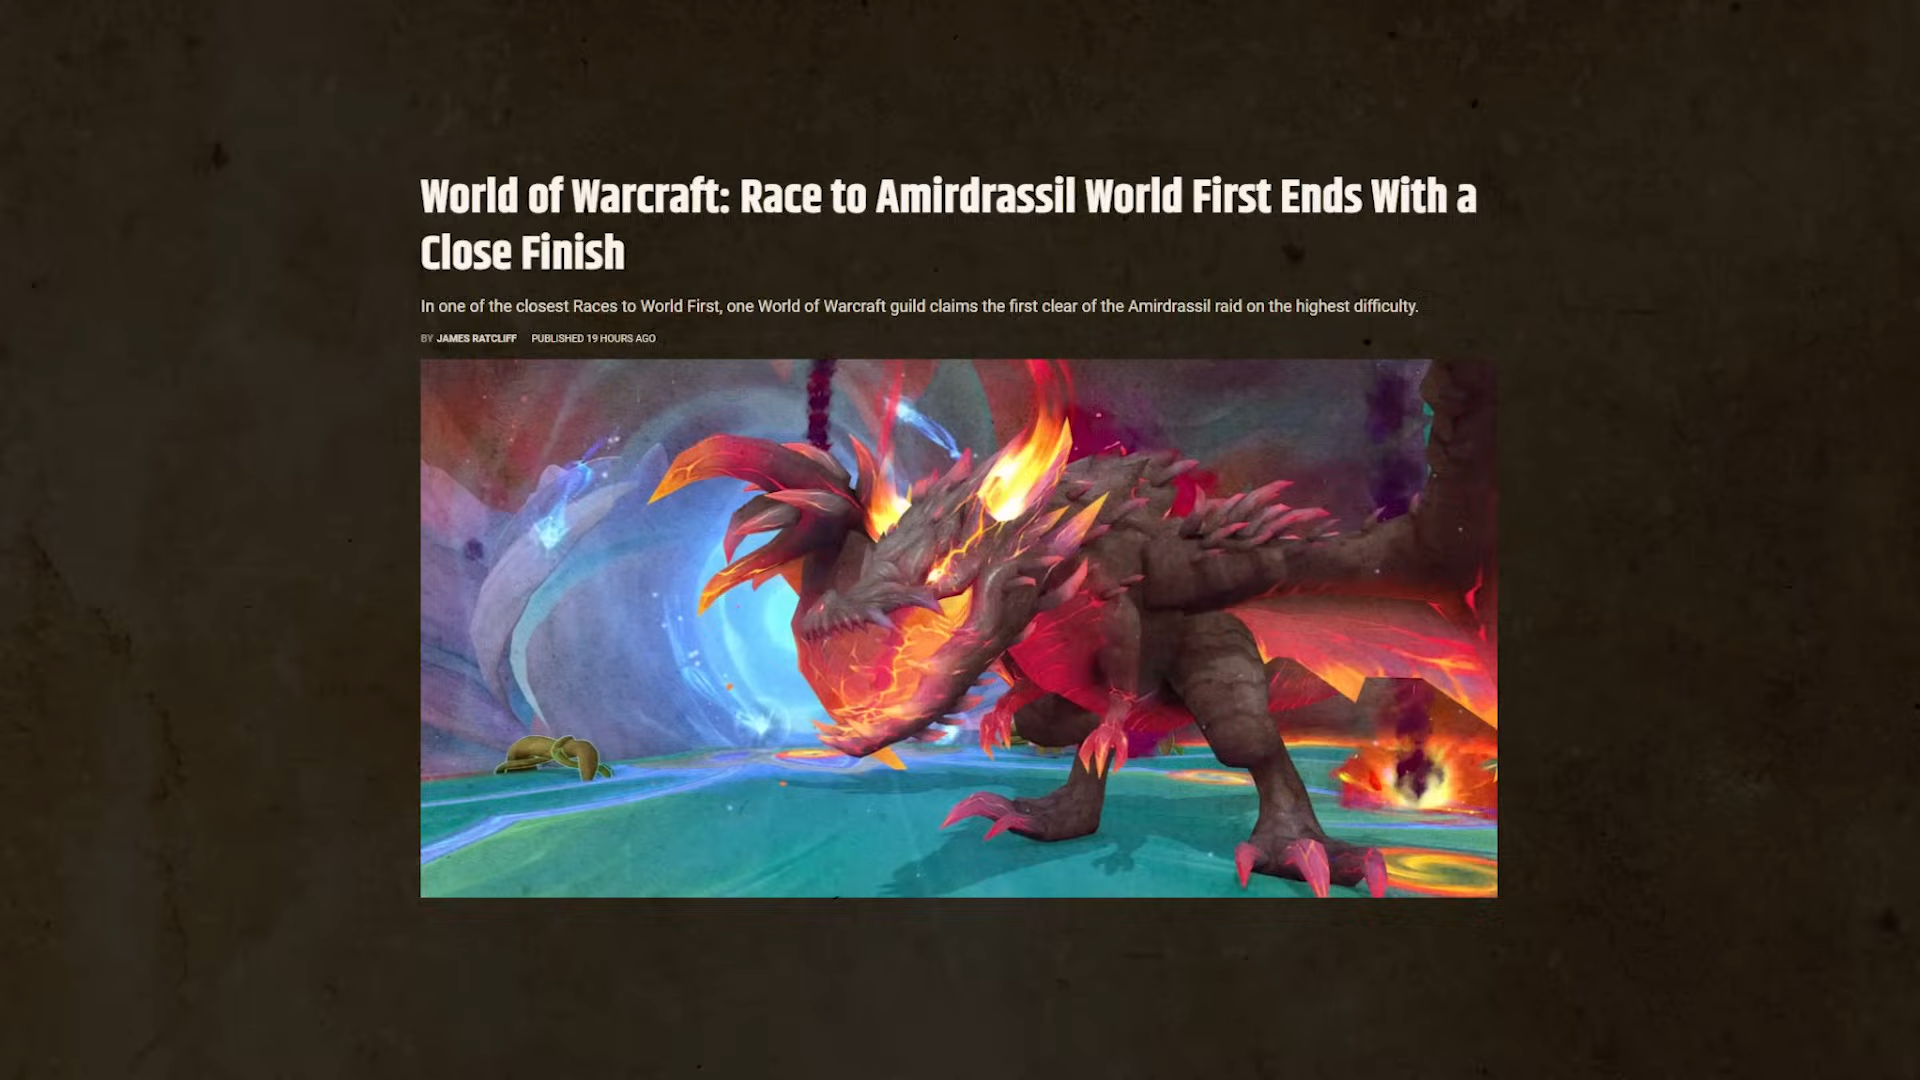 World of Warcraft: Race to Amirdrassil World First Ends With a
Close Finish
In one of the closest Races to World First, one World of Warcraft guild claims the first clear of the Amirdrassil raid on the highest difficulty.
BY JAMES RATCLIFF PUBLISHED 19 HOURS AGO